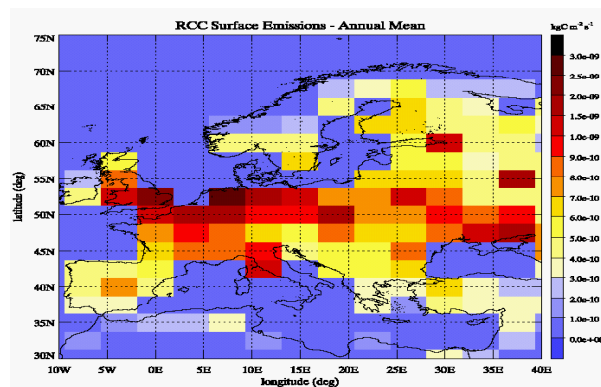 RCC Surface Emissions - Annual Mean
kgC m⁻² s⁻¹
75N
70N
65N
60N
55N
50N
45N
40N
35N
30N
latitude (deg)
10W 5W 0E 5E 10E 15E 20E 25E 30E 35E 40E
longitude (deg)
3.0e-09
2.5e-09
2.0e-09
1.5e-09
1.0e-09
9.0e-10
8.0e-10
7.0e-10
6.0e-10
5.0e-10
4.0e-10
3.0e-10
2.0e-10
1.0e-10
0.0e+00